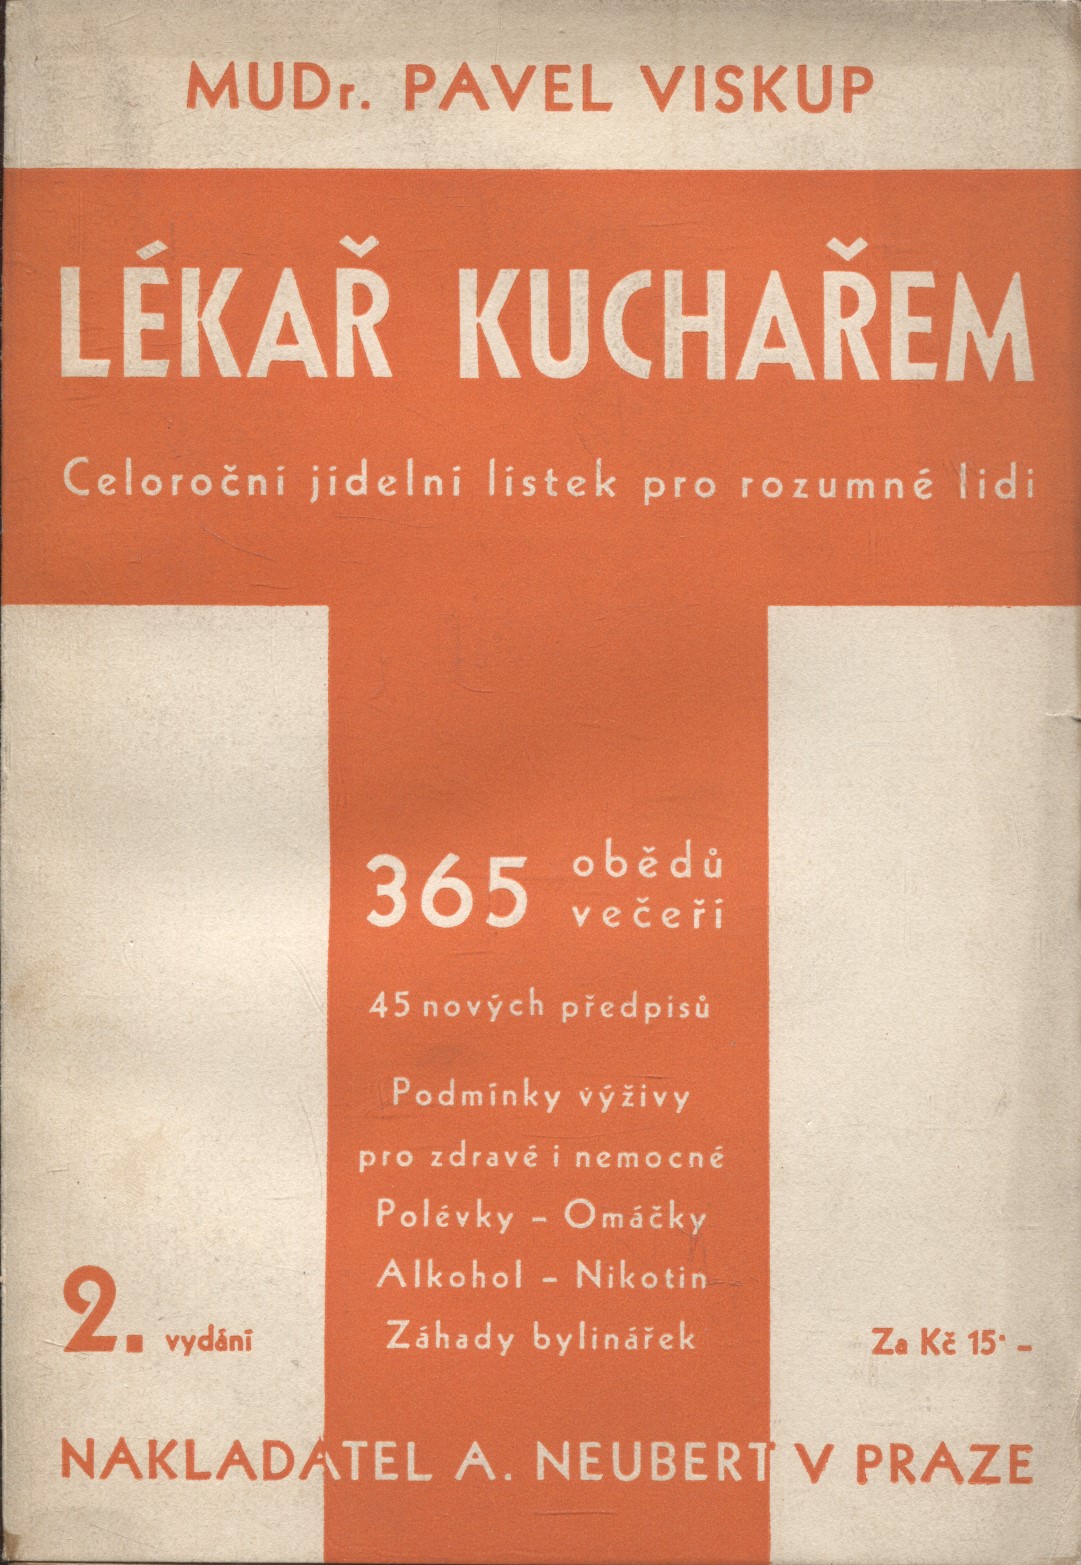 MUDr. PAVEL VISKUP
LÉKAŘ KUCHAŘEM
Celoroční jídelní lístek pro rozumné lidi
365 obědů
večeří
45 nových předpisů
Podmínky výživy
pro zdravé i nemocné
Polévky – Omáčky
Alkohol – Nikotin
Záhady bylinářek
2. vydání
Za Kč 15·–
NAKLADATEL A. NEUBERT V PRAZE